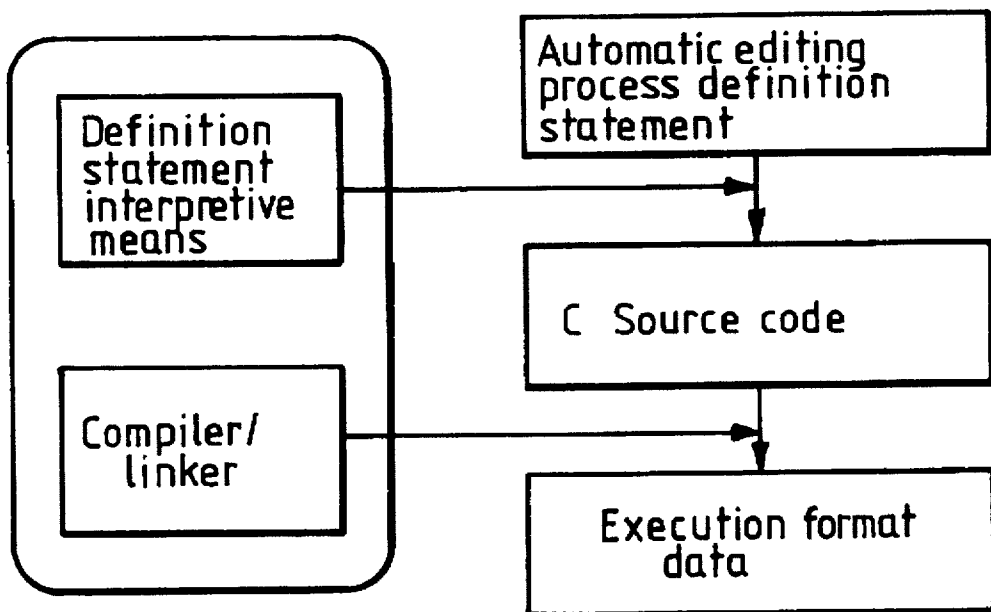 Definition
statement
interpretive
means
Compiler/
linker
Automatic editing
process definition
statement
C Source code
Execution format
data